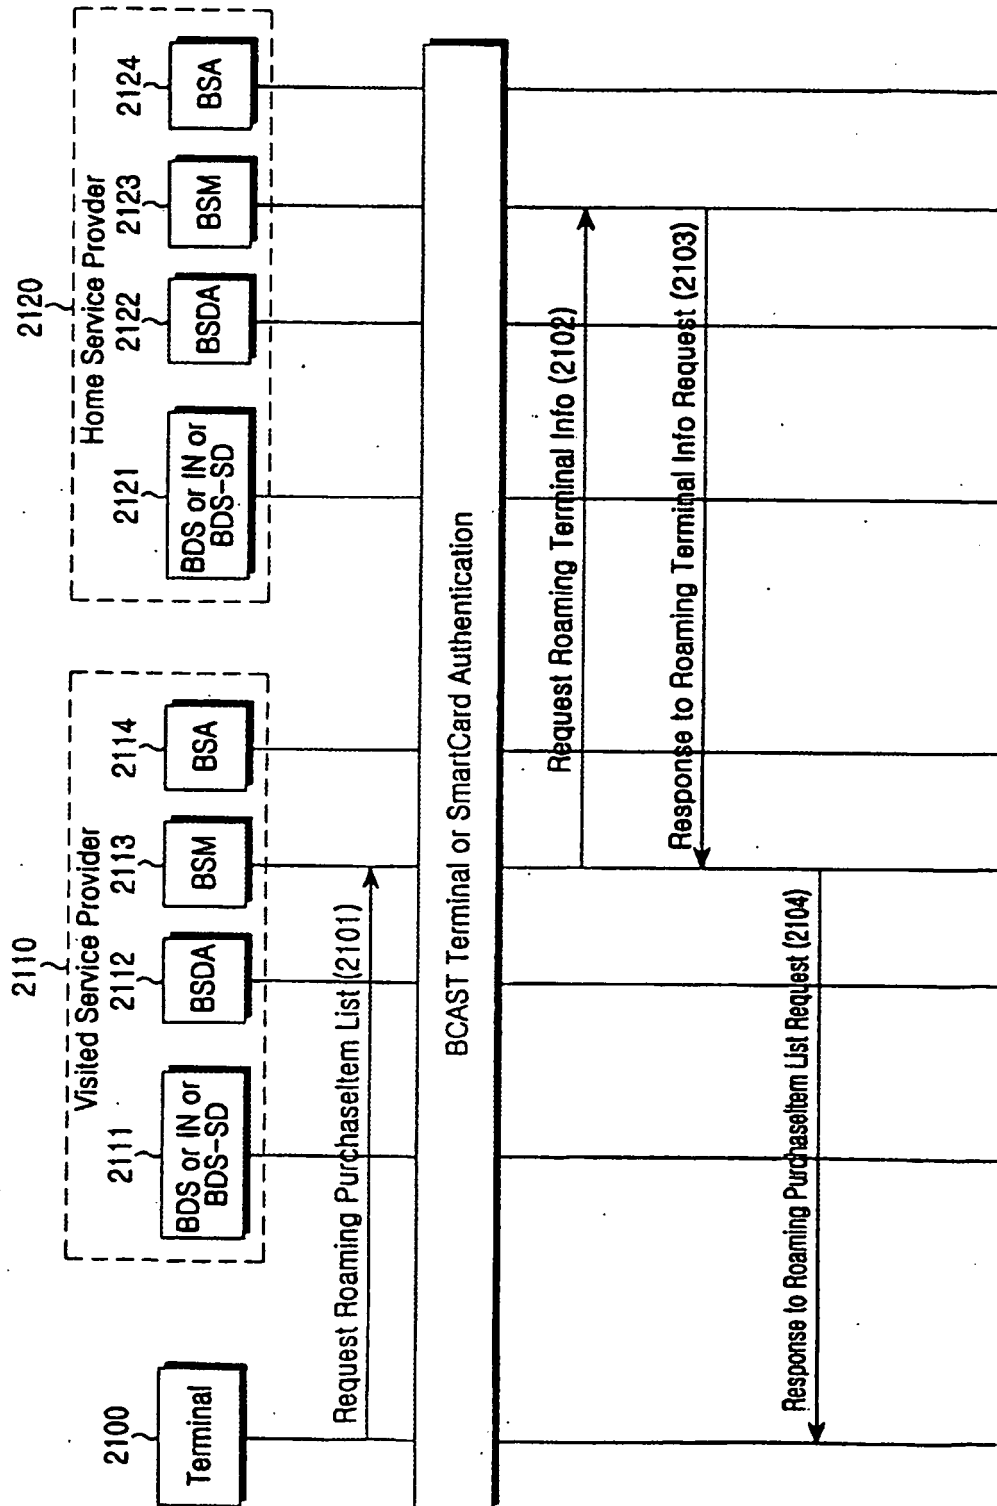 2110
2120
Visited Service Provider
Home Service Provder
2100
2111
2112
2113
2114
2121
2122
2123
2124
Terminal
BDS or IN or
BDS-SD
BSDA
BSM
BSA
BDS or IN or
BDS-SD
BSDA
BSM
BSA
Request Roaming PurchaseItem List (2101)
BCAST Terminal or SmartCard Authentication
Request Roaming Terminal Info (2102)
Response to Roaming Terminal Info Request (2103)
Response to Roaming PurchaseItem List Request (2104)